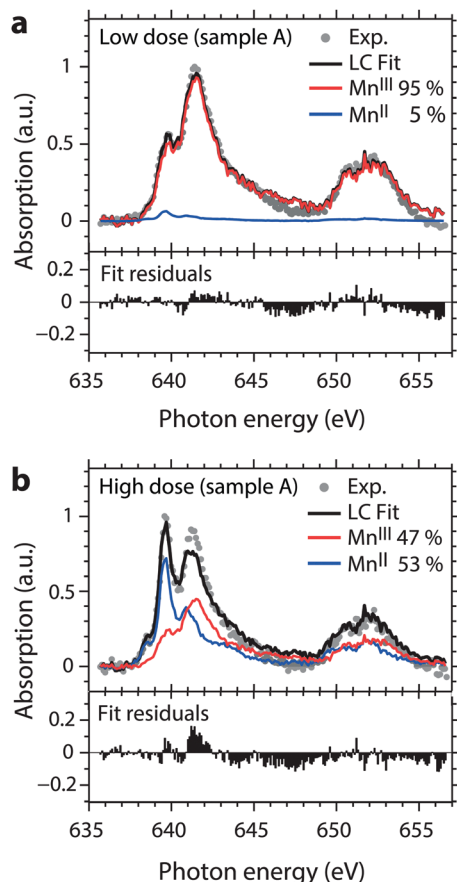 a
Low dose (sample A)
Exp.
LC Fit
Mnᴵᴵᴵ 95 %
Mnᴵᴵ 5 %
1
0.5
0
Absorption (a.u.)
Fit residuals
0.2
0
−0.2
635 640 645 650 655
Photon energy (eV)
b
High dose (sample A)
Exp.
LC Fit
Mnᴵᴵᴵ 47 %
Mnᴵᴵ 53 %
1
0.5
0
Absorption (a.u.)
Fit residuals
0.2
0
−0.2
635 640 645 650 655
Photon energy (eV)